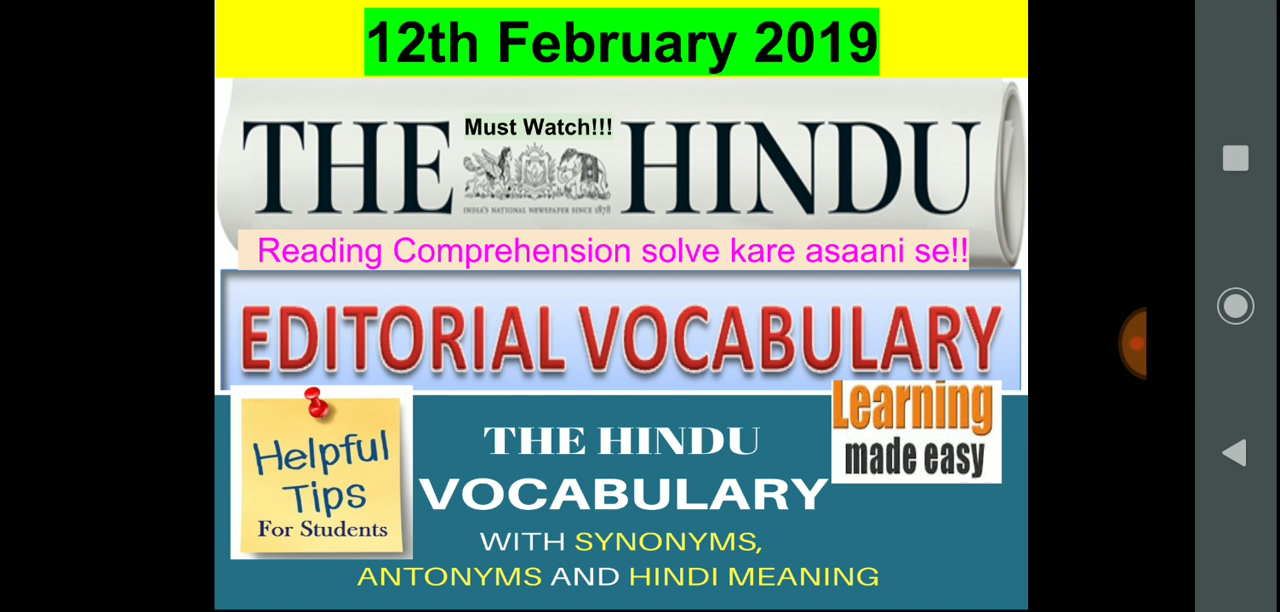 12th February 2019
Must Watch!!!
THE HINDU
INDIA'S NATIONAL NEWSPAPER SINCE 1878
Reading Comprehension solve kare asaani se!!
EDITORIAL VOCABULARY
Learning
made easy
Helpful
Tips
For Students
THE HINDU
VOCABULARY
WITH SYNONYMS,
ANTONYMS AND HINDI MEANING